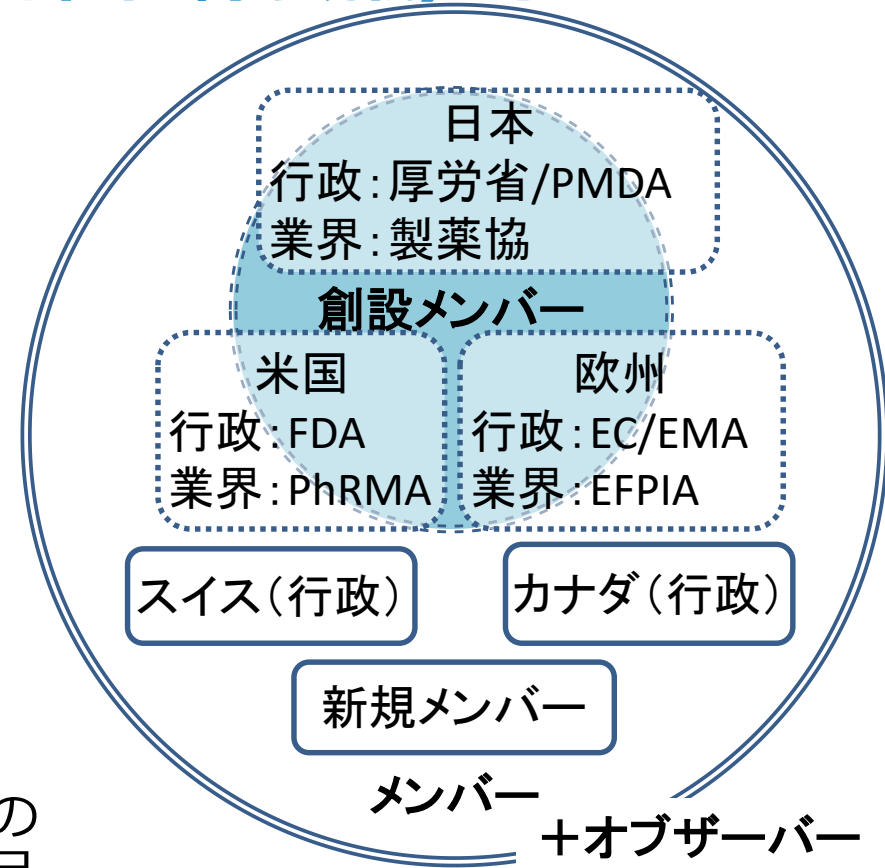 日本
行政：厚労省/PMDA
業界：製薬協
創設メンバー
米国
行政：FDA
業界：PhRMA
欧州
行政：EC/EMA
業界：EFPIA
スイス（行政）
カナダ（行政）
新規メンバー
メンバー
＋オブザーバー
の